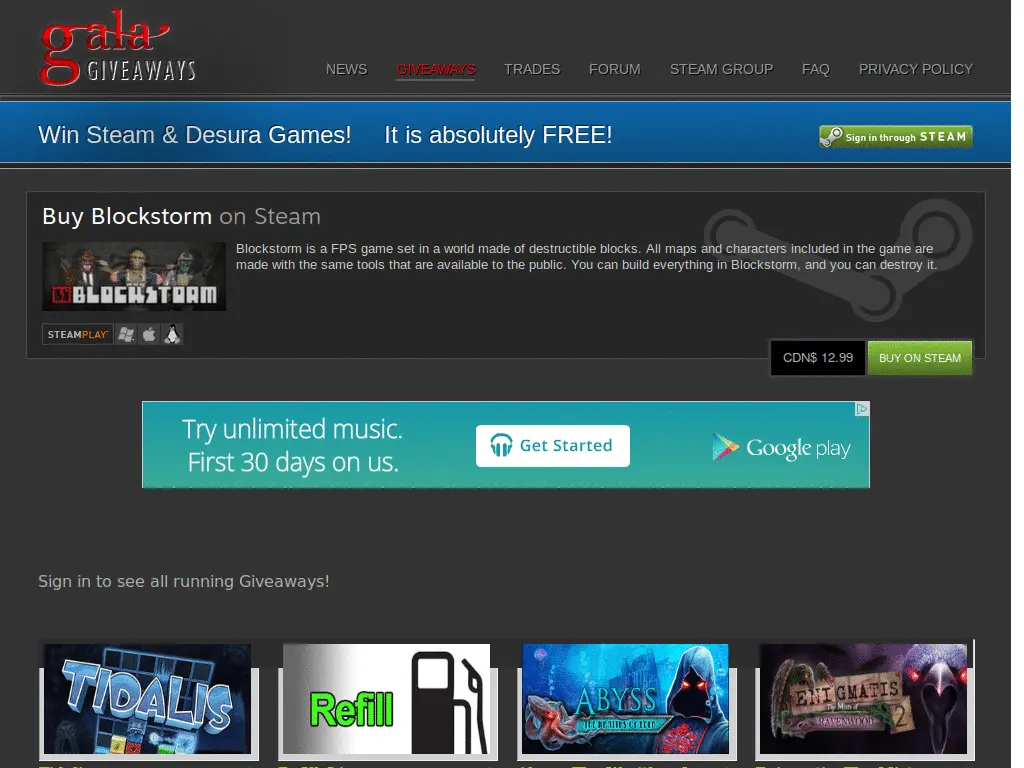 gala
GIVEAWAYS
NEWS GIVEAWAYS TRADES FORUM STEAM GROUP FAQ PRIVACY POLICY
Win Steam & Desura Games! It is absolutely FREE!
Sign in through STEAM
Buy Blockstorm on Steam
Blockstorm is a FPS game set in a world made of destructible blocks. All maps and characters included in the game are
made with the same tools that are available to the public. You can build everything in Blockstorm, and you can destroy it.
BLOCKSTORM
STEAMPLAY
CDN$ 12.99 BUY ON STEAM
Try unlimited music.
First 30 days on us.
Get Started
Google play
Sign in to see all running Giveaways!
TIDALIS
Refill
ABYSS
THE WRAITHS OF EDEN
ENIGMATIS
The Mists of
RAVENWOOD
2